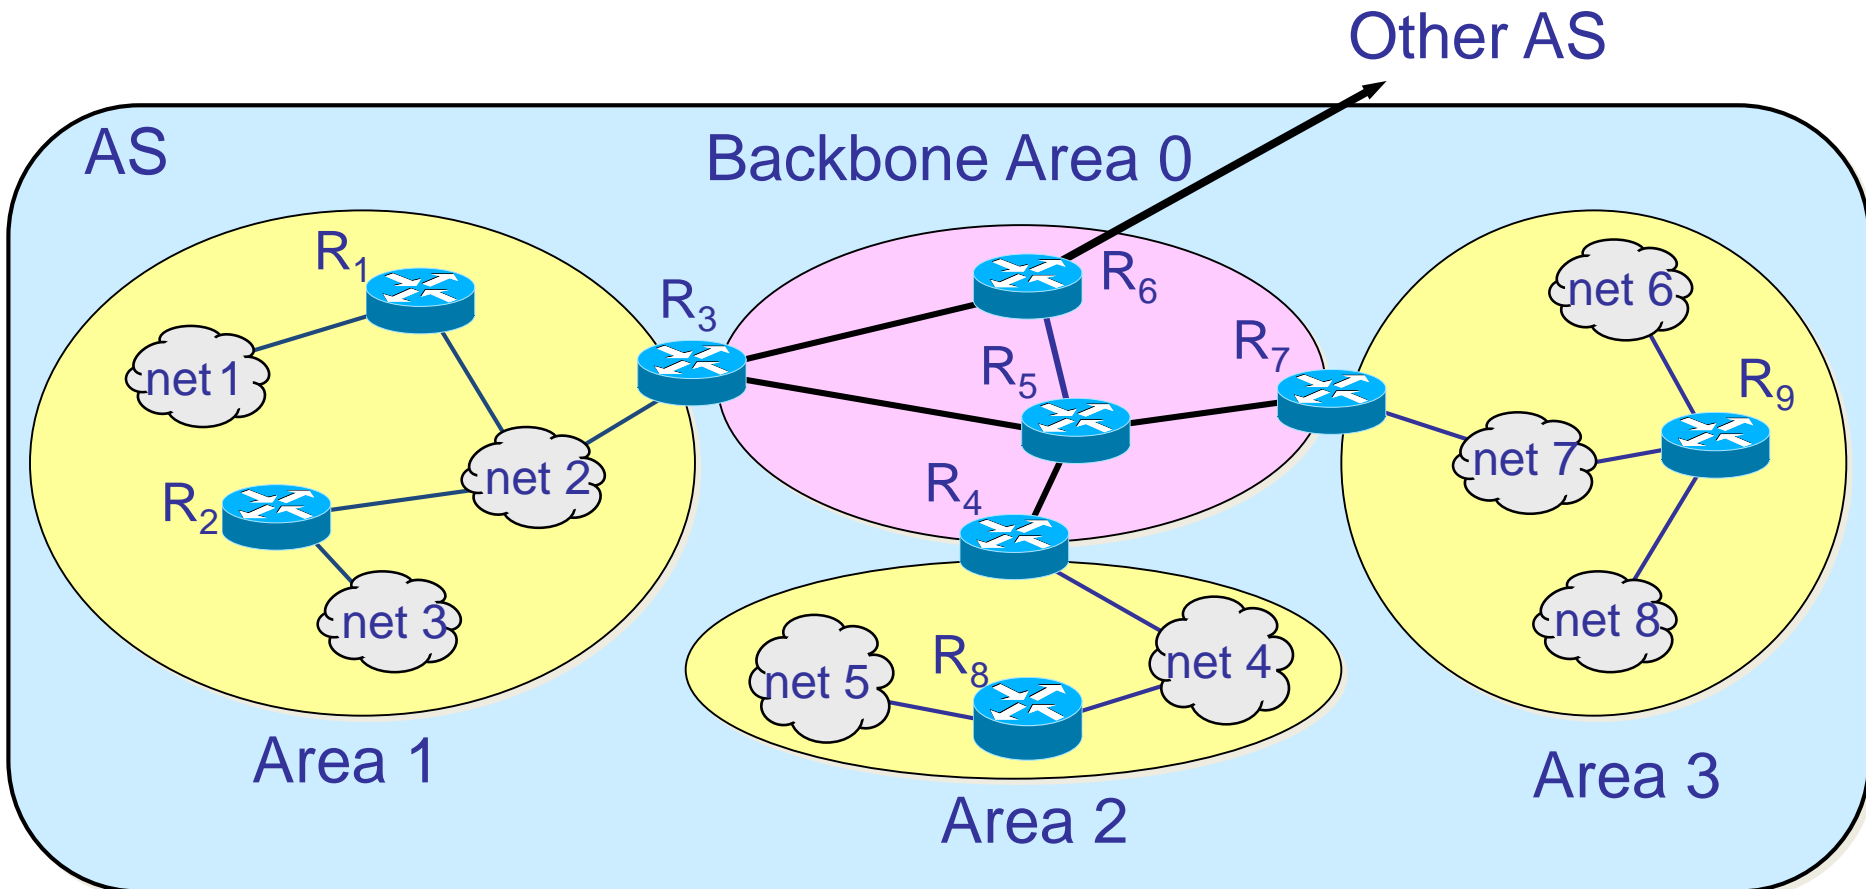 Other AS
AS
Backbone Area 0
R1
R3
R6
net 6
net 1
R5
R7
R9
net 2
net 7
R2
R4
net 3
net 8
net 5
R8
net 4
Area 1
Area 2
Area 3